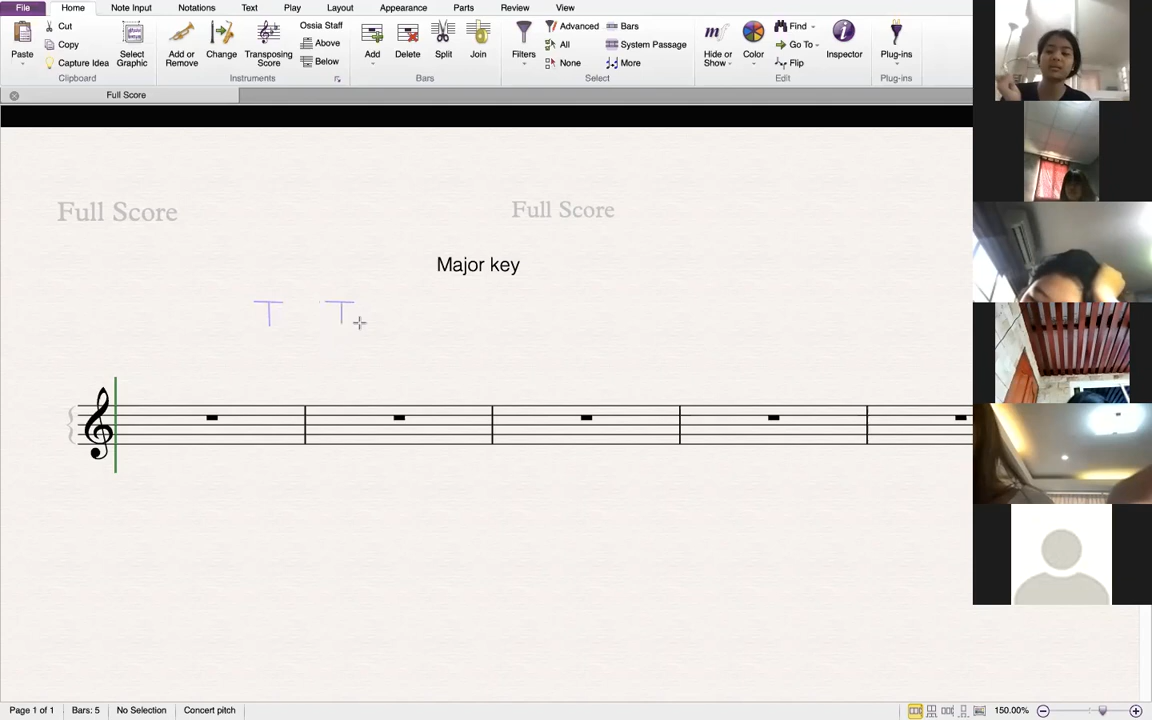 File Home Note Input Notations Text Play Layout Appearance Parts Review View
Paste
Cut
Copy
Capture Idea
Select Graphic
Clipboard
Add or Remove
Change
Transposing Score
Ossia Staff
Above
Below
Instruments
Add
Delete
Split
Join
Bars
Filters
Advanced
All
None
Bars
System Passage
More
Select
Hide or Show
Color
Find
Go To
Flip
Inspector
Edit
Plug-ins
Plug-ins
Full Score
Full Score
Full Score
Major key
T T
Page 1 of 1 Bars: 5 No Selection Concert pitch 150.00%